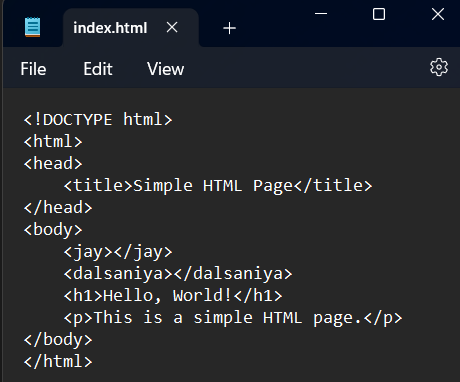 index.html
File Edit View
<!DOCTYPE html>
<html>
<head>
    <title>Simple HTML Page</title>
</head>
<body>
    <jay></jay>
    <dalsaniya></dalsaniya>
    <h1>Hello, World!</h1>
    <p>This is a simple HTML page.</p>
</body>
</html>